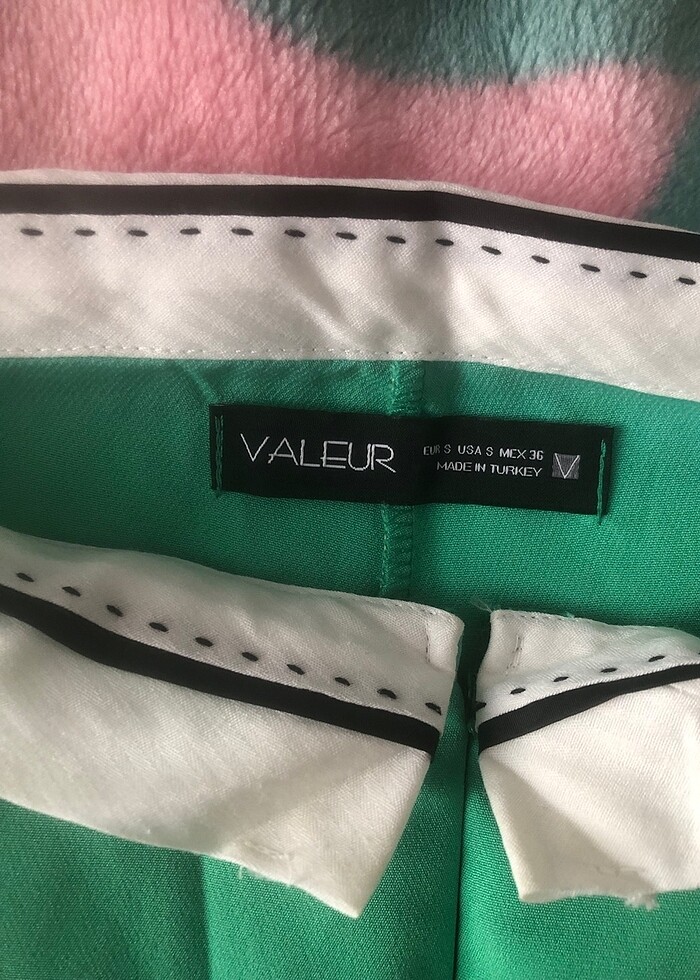 VALEUR
EUR S USA S MEX 36
MADE IN TURKEY
V